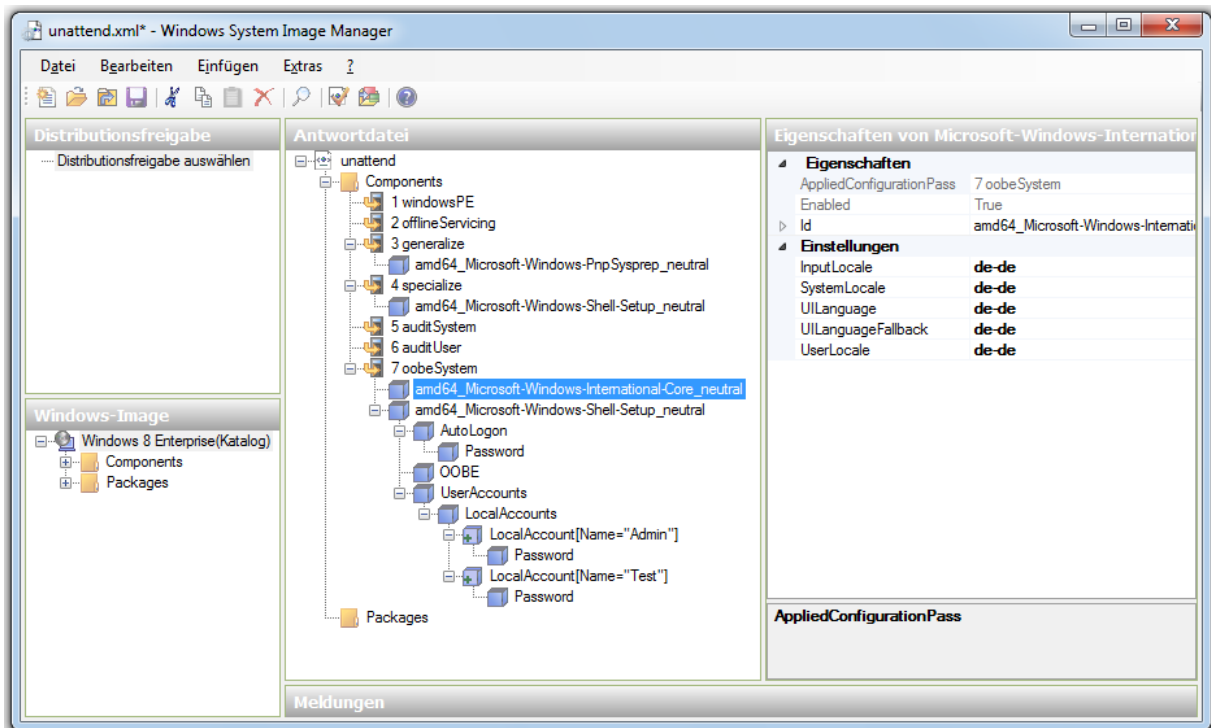 unattend.xml* - Windows System Image Manager
Datei Bearbeiten Einfügen Extras ?
Distributionsfreigabe
Distributionsfreigabe auswählen
Windows-Image
Windows 8 Enterprise(Katalog)
Components
Packages
Antwortdatei
unattend
Components
1 windowsPE
2 offlineServicing
3 generalize
amd64_Microsoft-Windows-PnpSysprep_neutral
4 specialize
amd64_Microsoft-Windows-Shell-Setup_neutral
5 auditSystem
6 auditUser
7 oobeSystem
amd64_Microsoft-Windows-International-Core_neutral
amd64_Microsoft-Windows-Shell-Setup_neutral
AutoLogon
Password
OOBE
UserAccounts
LocalAccounts
LocalAccount[Name="Admin"]
Password
LocalAccount[Name="Test"]
Password
Packages
Eigenschaften von Microsoft-Windows-Internation
Eigenschaften
AppliedConfigurationPass 7 oobeSystem
Enabled True
Id amd64_Microsoft-Windows-Internati
Einstellungen
InputLocale de-de
SystemLocale de-de
UILanguage de-de
UILanguageFallback de-de
UserLocale de-de
AppliedConfigurationPass
Meldungen